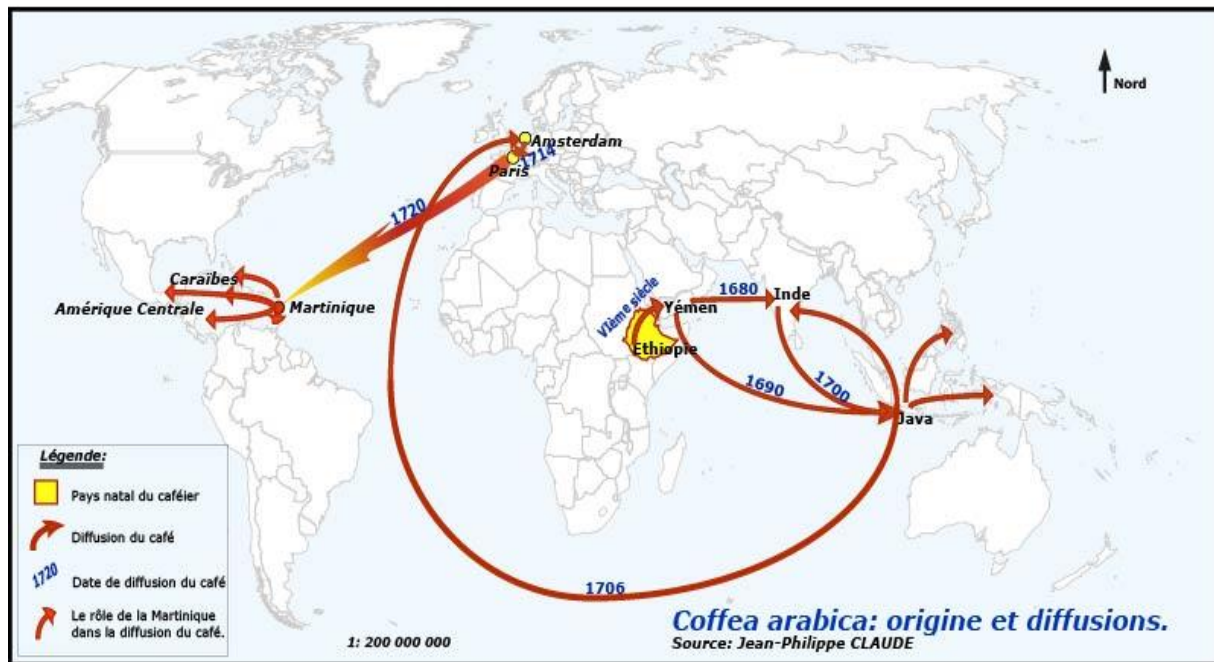 Nord
Amsterdam
Paris
1714
1720
Caraïbes
Amérique Centrale
Martinique
VIème siècle
Yémen
1680
Inde
Ethiopie
1690
1700
Java
1706
Légende:
Pays natal du caféier
Diffusion du café
1720
Date de diffusion du café
Le rôle de la Martinique
dans la diffusion du café.
1: 200 000 000
Coffea arabica: origine et diffusions.
Source: Jean-Philippe CLAUDE